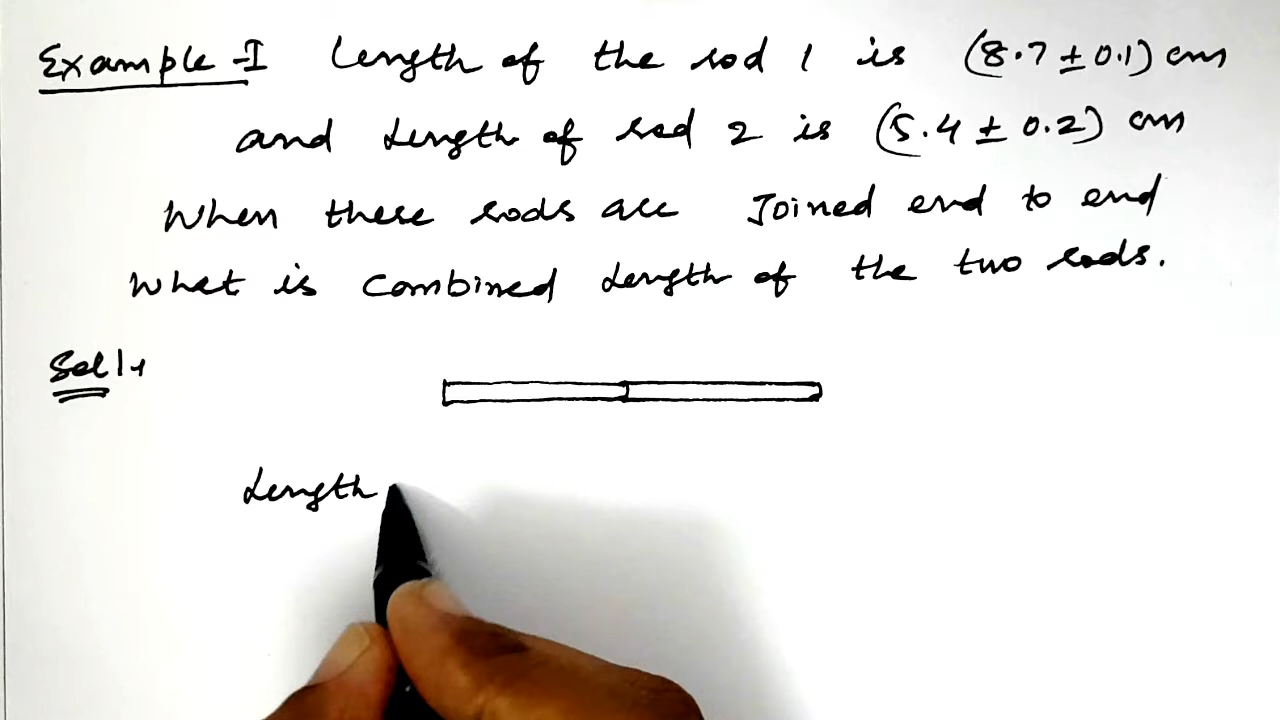 Example-I Length of the rod 1 is (8.7 ± 0.1) cm
and Length of rod 2 is (5.4 ± 0.2) cm
When these rods are Joined end to end
What is Combined Length of the two rods.
Length